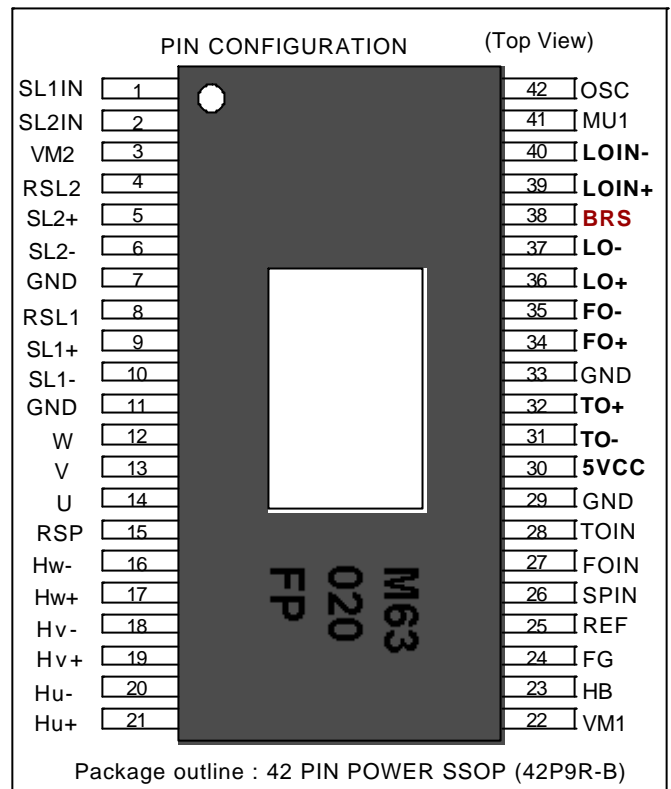 PIN CONFIGURATION (Top View)
SL1IN 1 42 OSC
SL2IN 2 41 MU1
VM2 3 40 LOIN-
RSL2 4 39 LOIN+
SL2+ 5 38 BRS
SL2- 6 37 LO-
GND 7 36 LO+
RSL1 8 35 FO-
SL1+ 9 34 FO+
SL1- 10 33 GND
GND 11 32 TO+
W 12 31 TO-
V 13 30 5VCC
U 14 29 GND
RSP 15 28 TOIN
Hw- 16 27 FOIN
Hw+ 17 26 SPIN
Hv- 18 25 REF
Hv+ 19 24 FG
Hu- 20 23 HB
Hu+ 21 22 VM1
M63
020
FP
Package outline : 42 PIN POWER SSOP (42P9R-B)